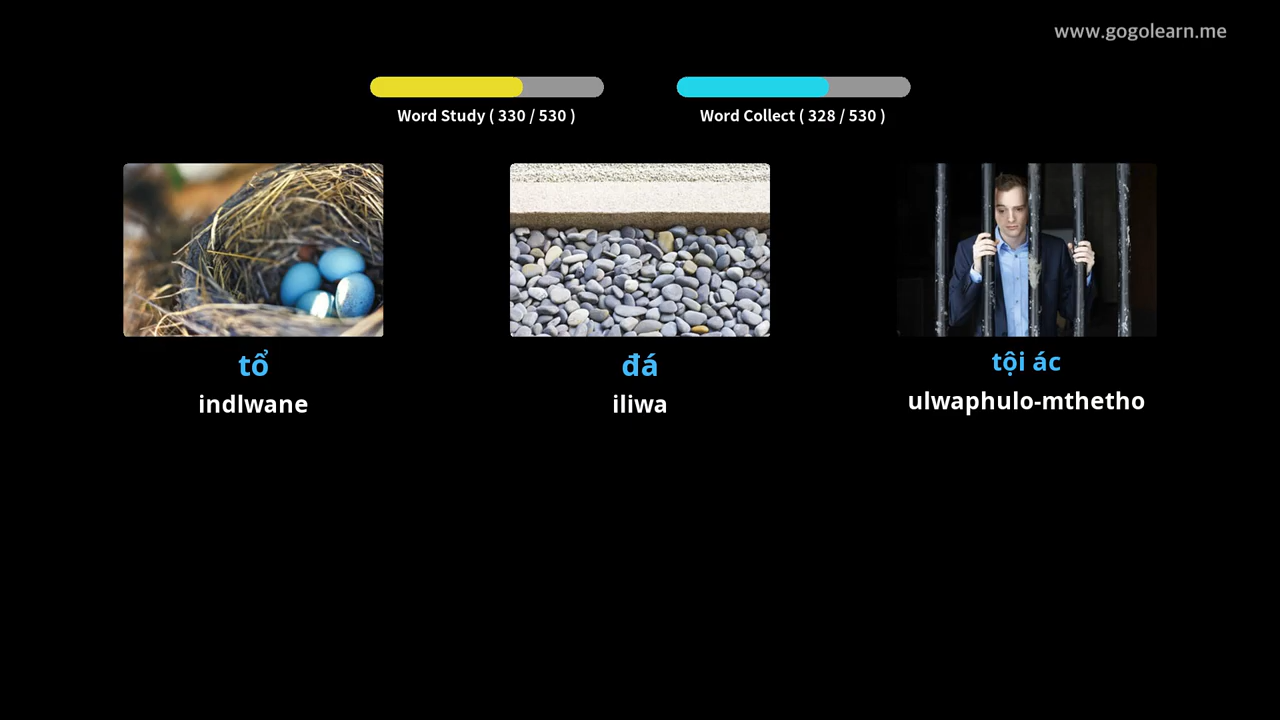 www.gogolearn.me
Word Study ( 330 / 530 )
Word Collect ( 328 / 530 )
tổ
indlwane
đá
iliwa
tội ác
ulwaphulo-mthetho